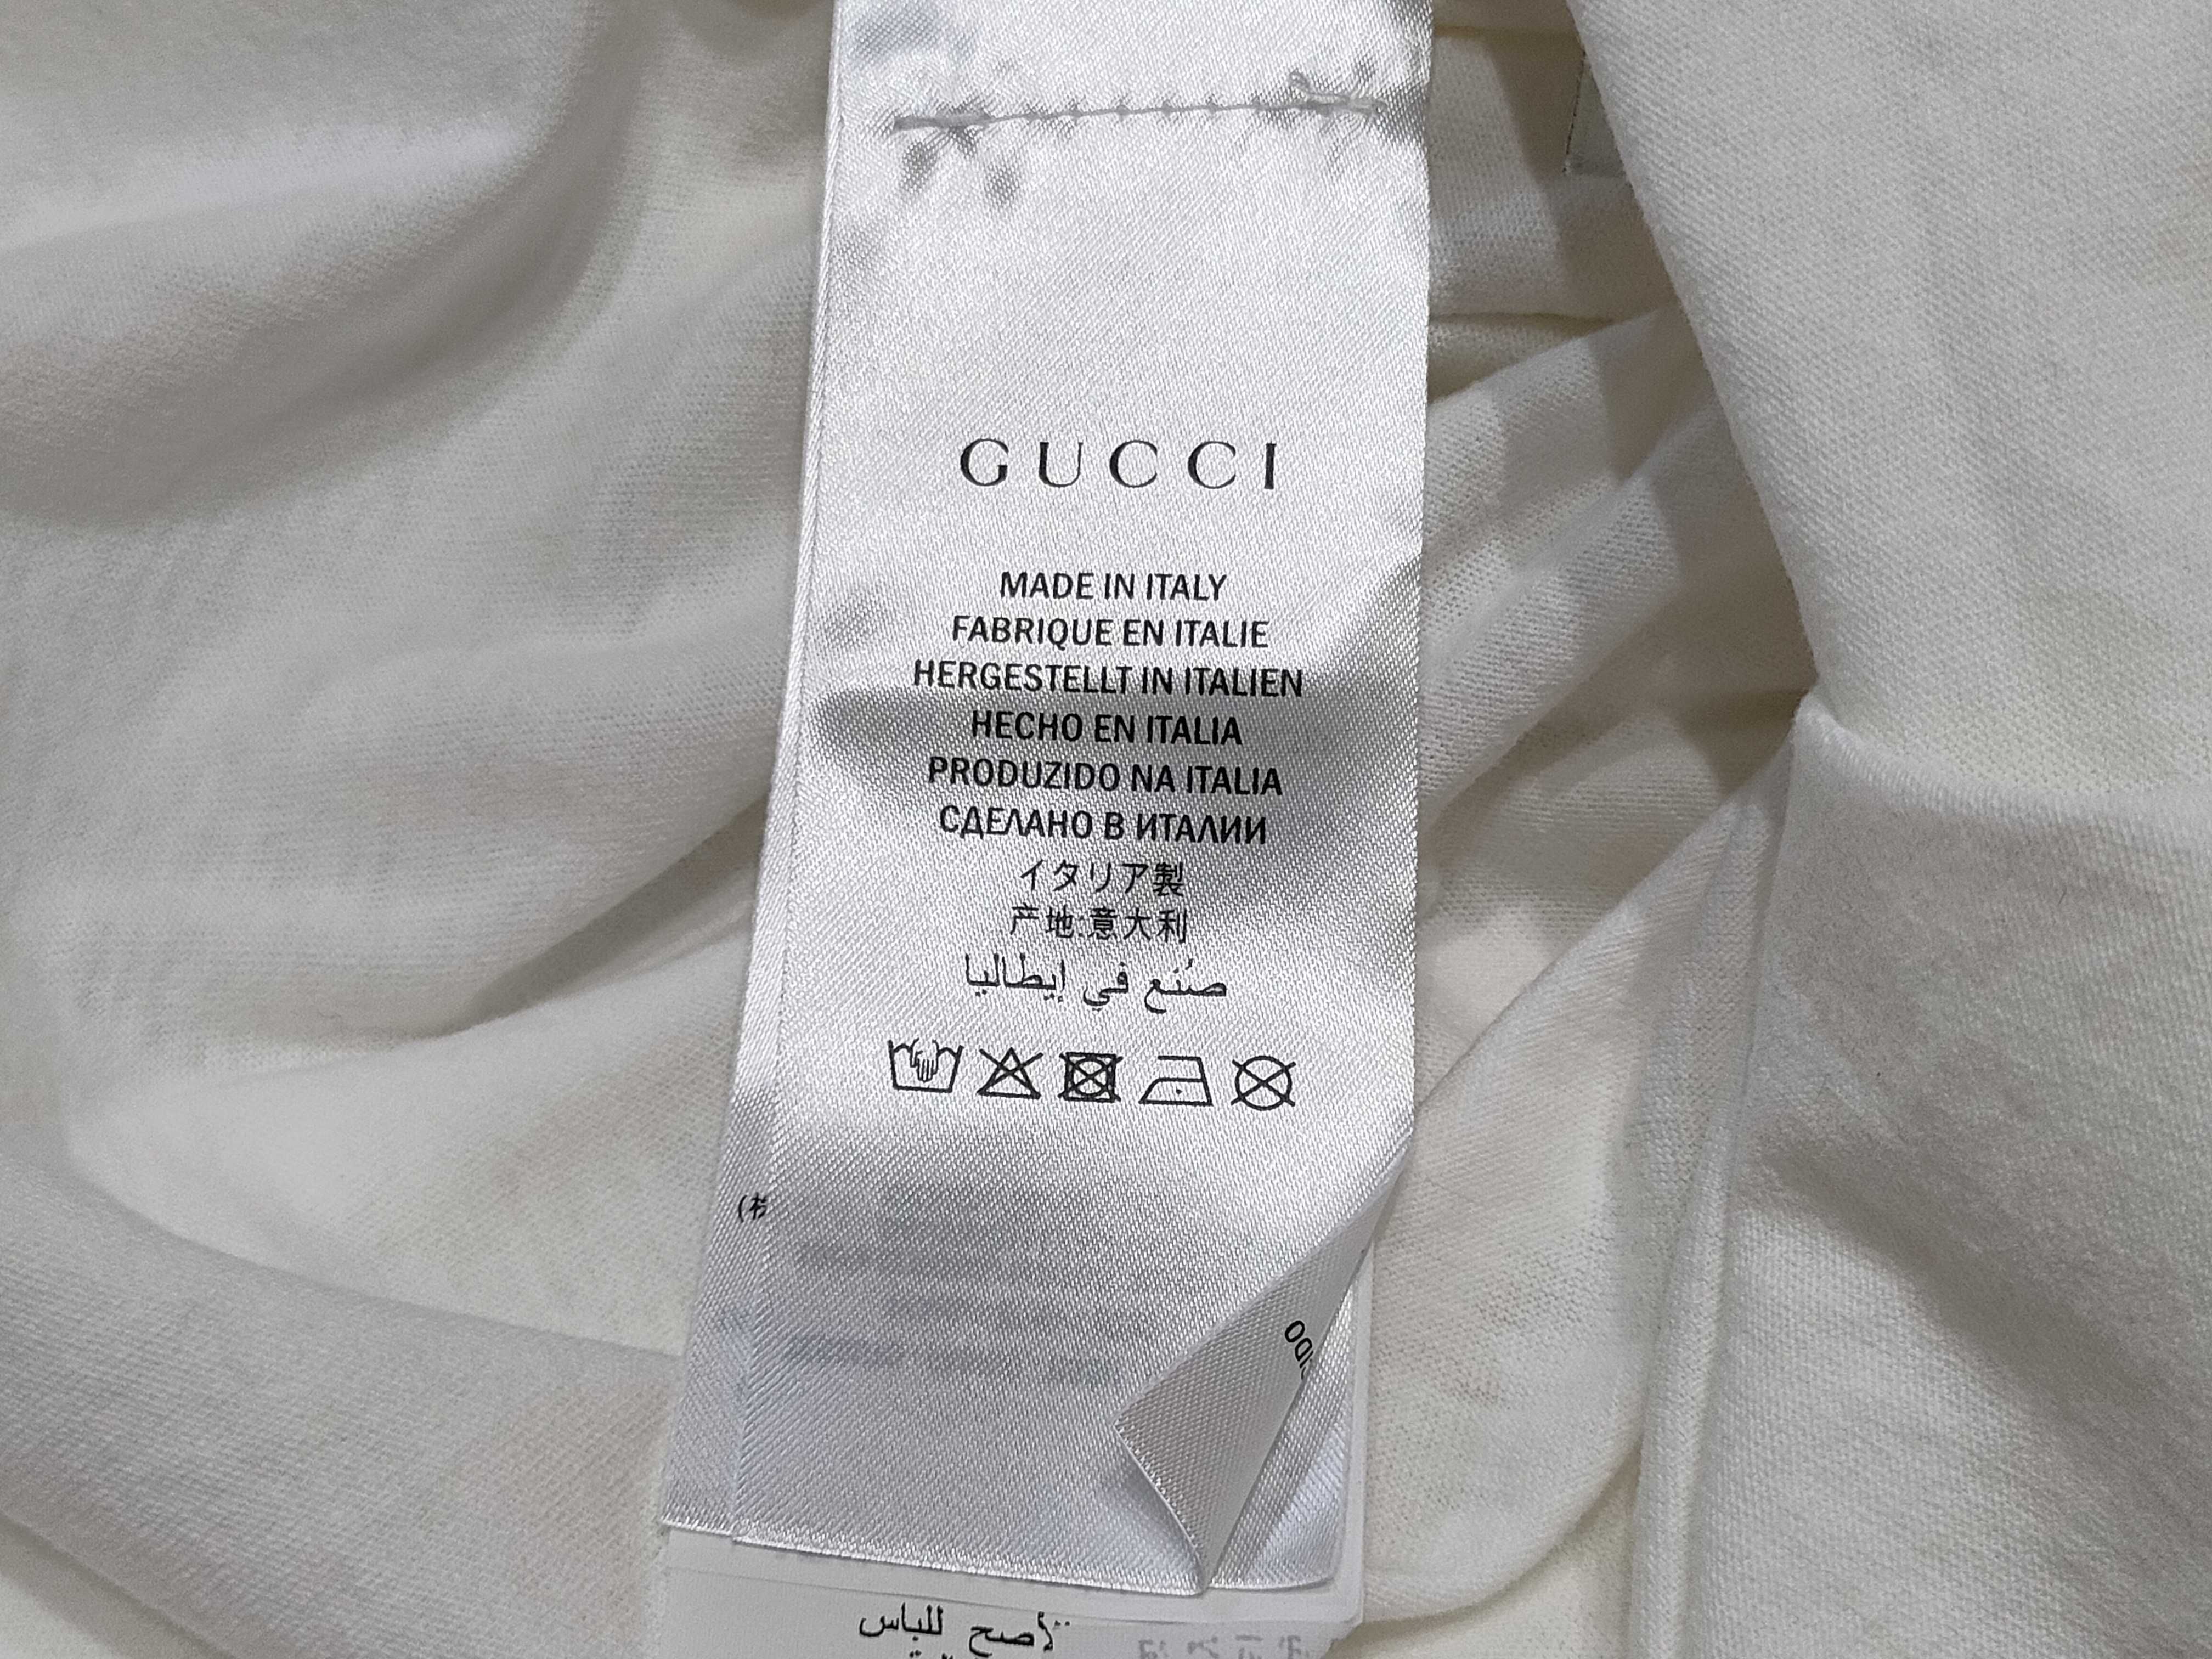 GUCCI
MADE IN ITALY
FABRIQUE EN ITALIE
HERGESTELLT IN ITALIEN
HECHO EN ITALIA
PRODUZIDO NA ITALIA
СДЕЛАНО В ИТАЛИИ
イタリア製
产地:意大利
صُنع في إيطاليا
للباس